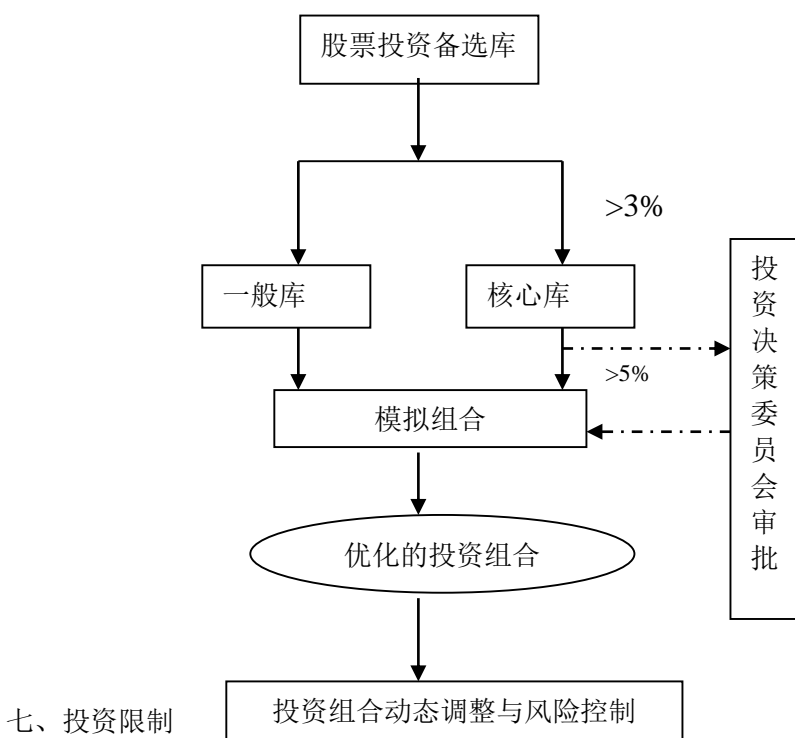 股票投资备选库
>3%
一般库
核心库
投资决策委员会审批
>5%
模拟组合
优化的投资组合
投资组合动态调整与风险控制
七、投资限制